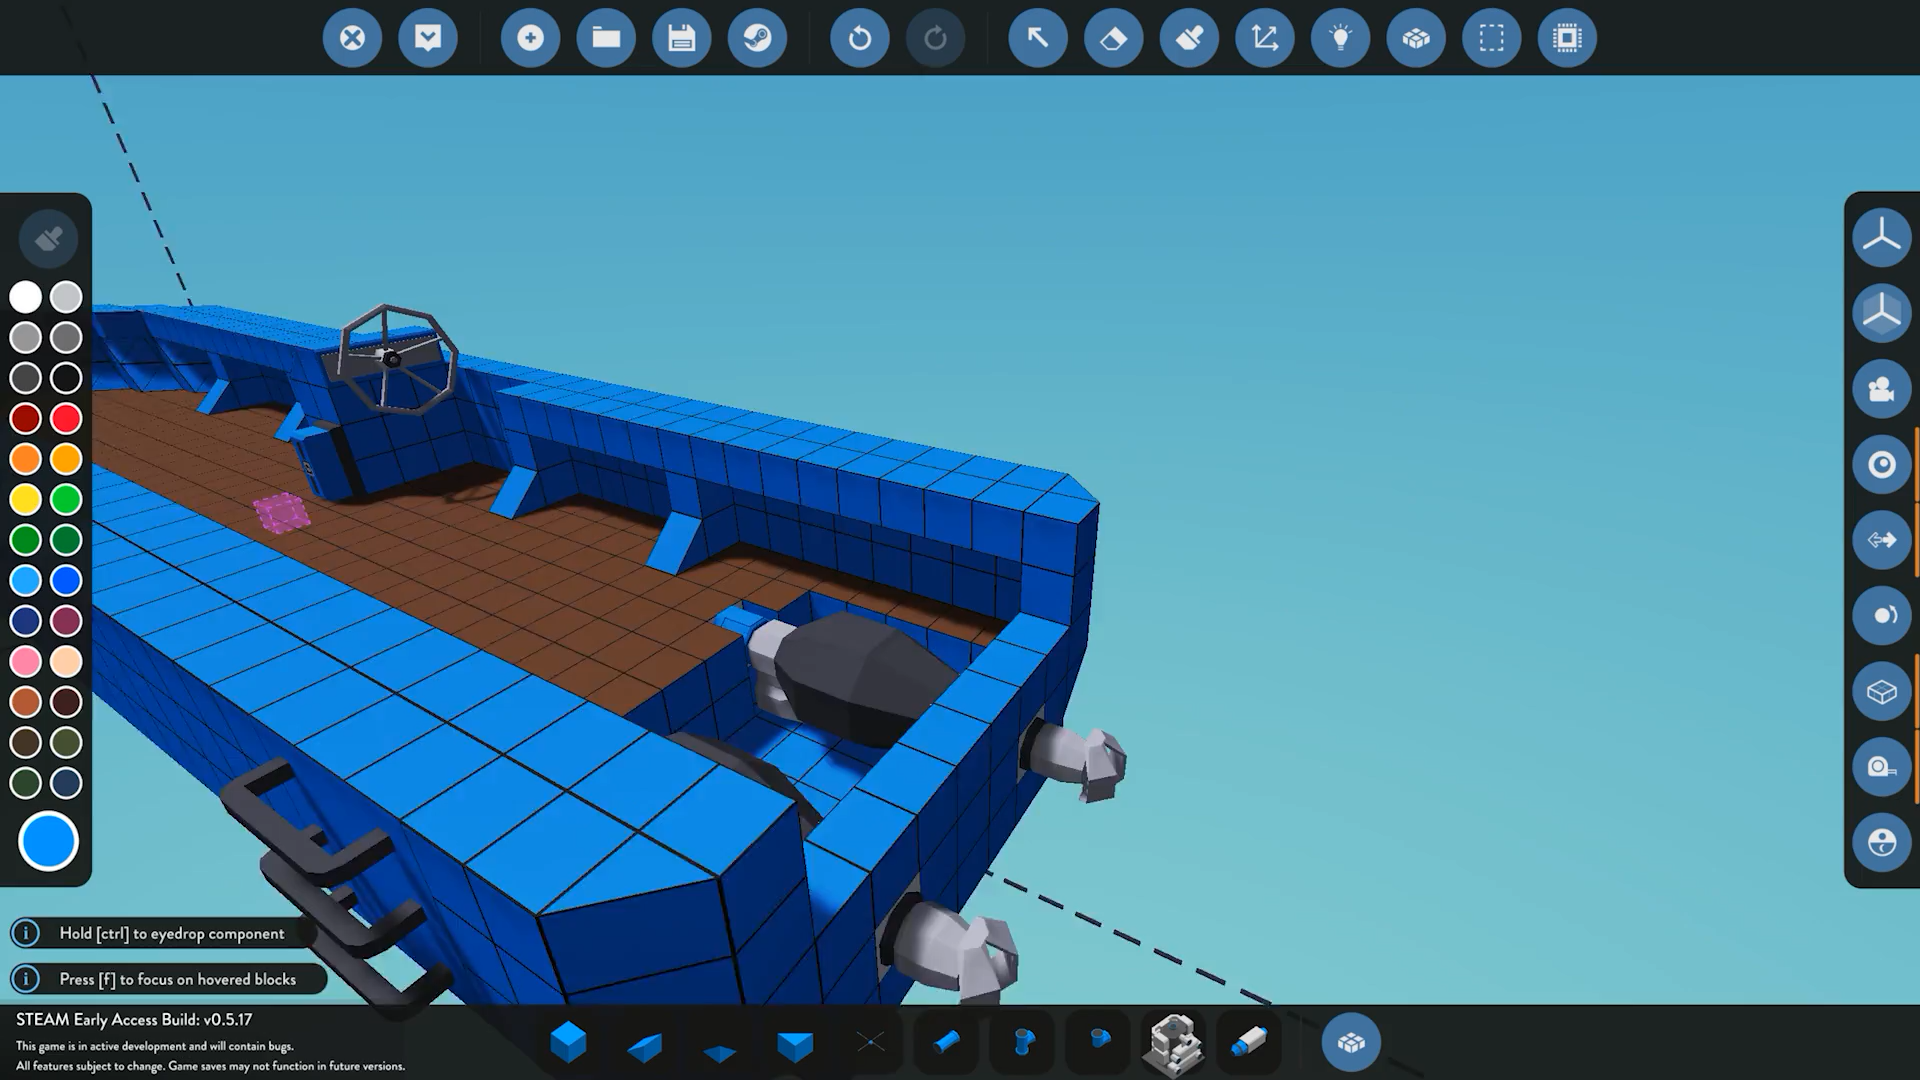 Hold [ctrl] to eyedrop component
Press [f] to focus on hovered blocks
STEAM Early Access Build: v0.5.17
This game is in active development and will contain bugs.
All features subject to change. Game saves may not function in future versions.